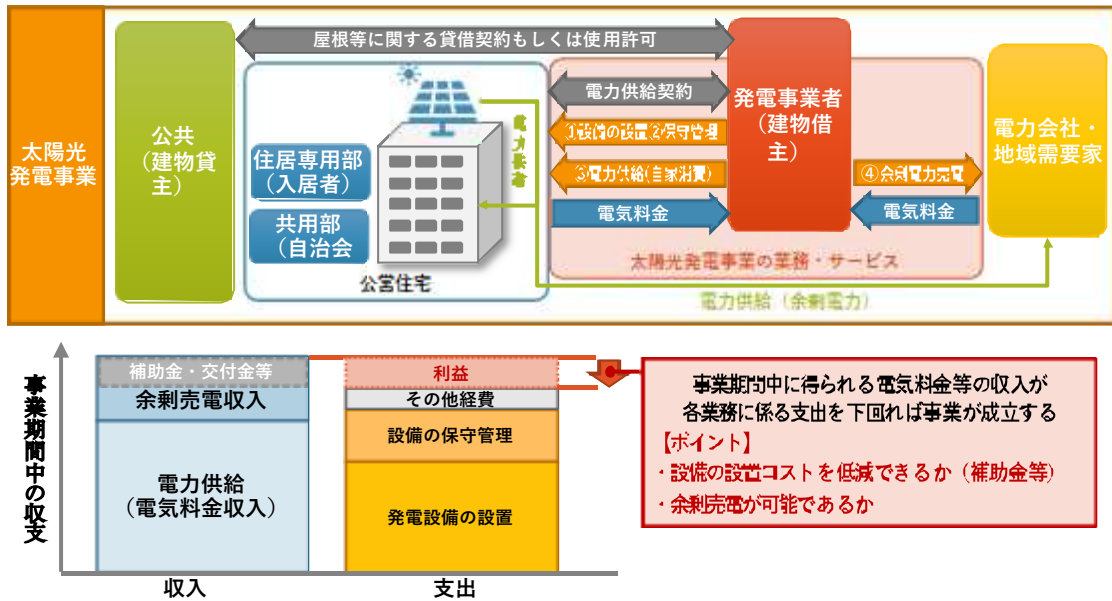 太陽光
発電事業
公共
（建物貸
主）
屋根等に関する貸借契約もしくは使用許可
住居専用部
（入居者）
共用部
（自治会
公営住宅
電力供給契約
①設備の設置②保守管理
③電力供給(自家消費)
電気料金
太陽光発電事業の業務・サービス
発電事業者
（建物借
主）
④余剰電力売電
電気料金
電力会社・
地域需要家
電力供給（余剰電力）
事業期間中の収支
補助金・交付金等
余剰売電収入
電力供給
（電気料金収入）
収入
利益
その他経費
設備の保守管理
発電設備の設置
支出
事業期間中に得られる電気料金等の収入が
各業務に係る支出を下回れば事業が成立する
【ポイント】
・設備の設置コストを低減できるか（補助金等）
・余剰売電が可能であるか